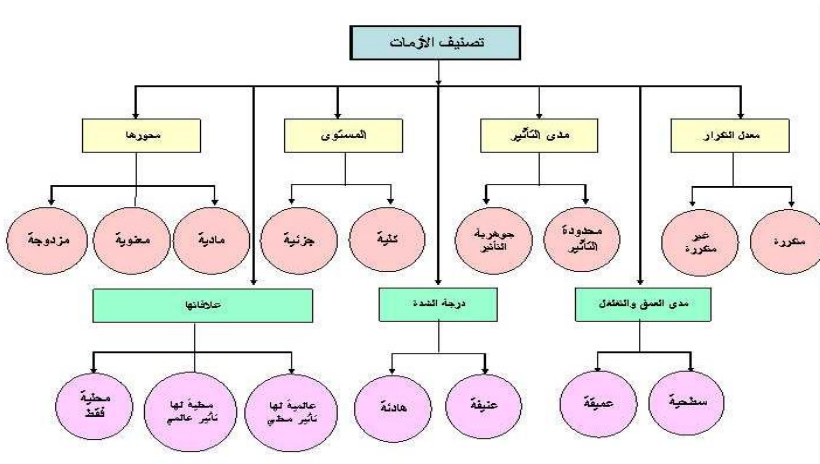 تصنيف الأزمات
معدل التكرار
مدى التأثير
المستوى
محورها
متكررة
غير
متكررة
محدودة
التأثير
جوهرية
التأثير
كلية
جزئية
مادية
معنوية
مزدوجة
مدى العمق والتغلغل
درجة الشدة
علاقاتها
سطحية
عميقة
عنيفة
هادئة
عالمية لها
تأثير محلي
محلية لها
تأثير عالمي
محلية
فقط